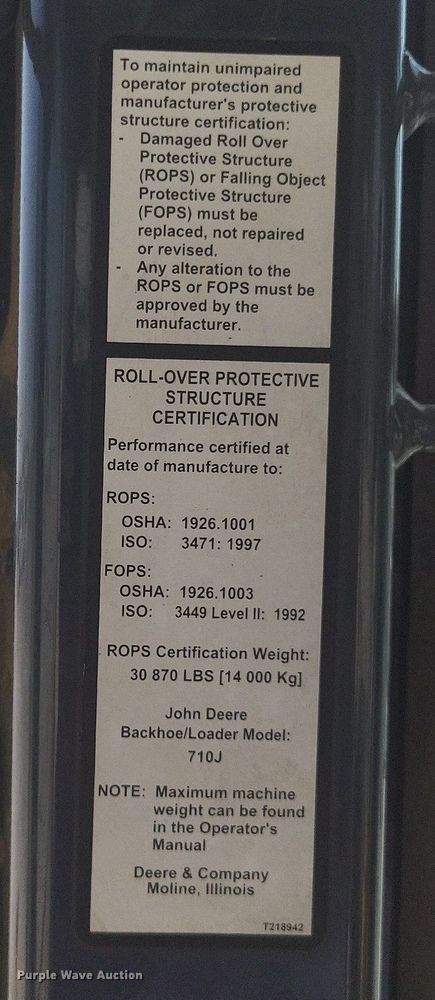 To maintain unimpaired
operator protection and
manufacturer's protective
structure certification:
- Damaged Roll Over
Protective Structure
(ROPS) or Falling Object
Protective Structure
(FOPS) must be
replaced, not repaired
or revised.
- Any alteration to the
ROPS or FOPS must be
approved by the
manufacturer.
ROLL-OVER PROTECTIVE
STRUCTURE
CERTIFICATION
Performance certified at
date of manufacture to:
ROPS:
OSHA: 1926.1001
ISO: 3471: 1997
FOPS:
OSHA: 1926.1003
ISO: 3449 Level II: 1992
ROPS Certification Weight:
30 870 LBS [14 000 Kg]
John Deere
Backhoe/Loader Model:
710J
NOTE: Maximum machine
weight can be found
in the Operator's
Manual
Deere & Company
Moline, Illinois
T218942
Purple Wave Auction